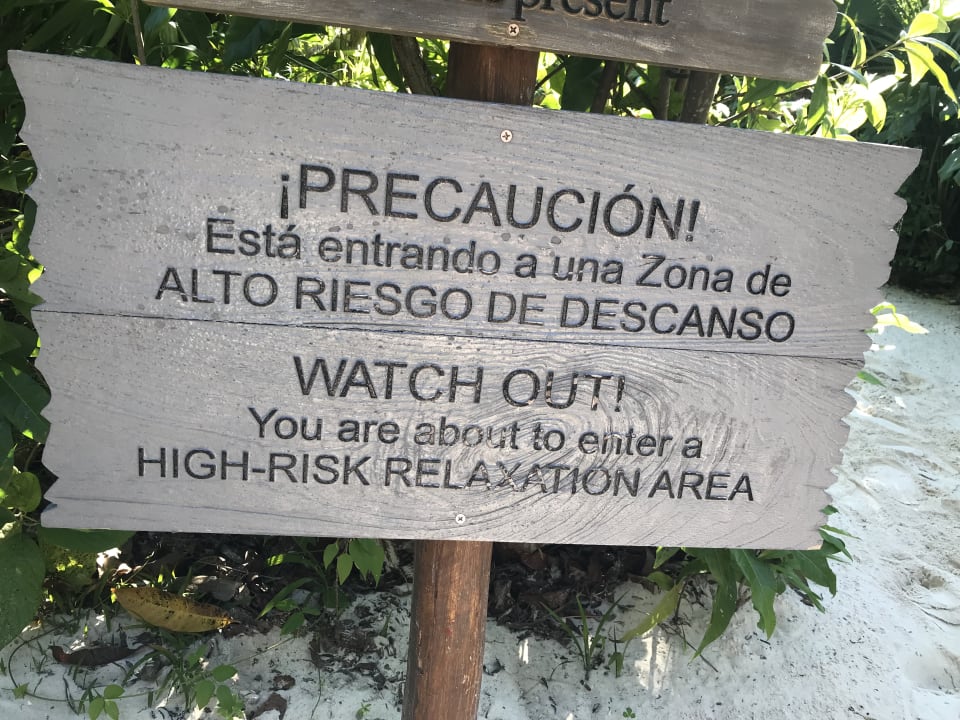 present
¡PRECAUCIÓN!
Está entrando a una Zona de
ALTO RIESGO DE DESCANSO
WATCH OUT!
You are about to enter a
HIGH-RISK RELAXATION AREA